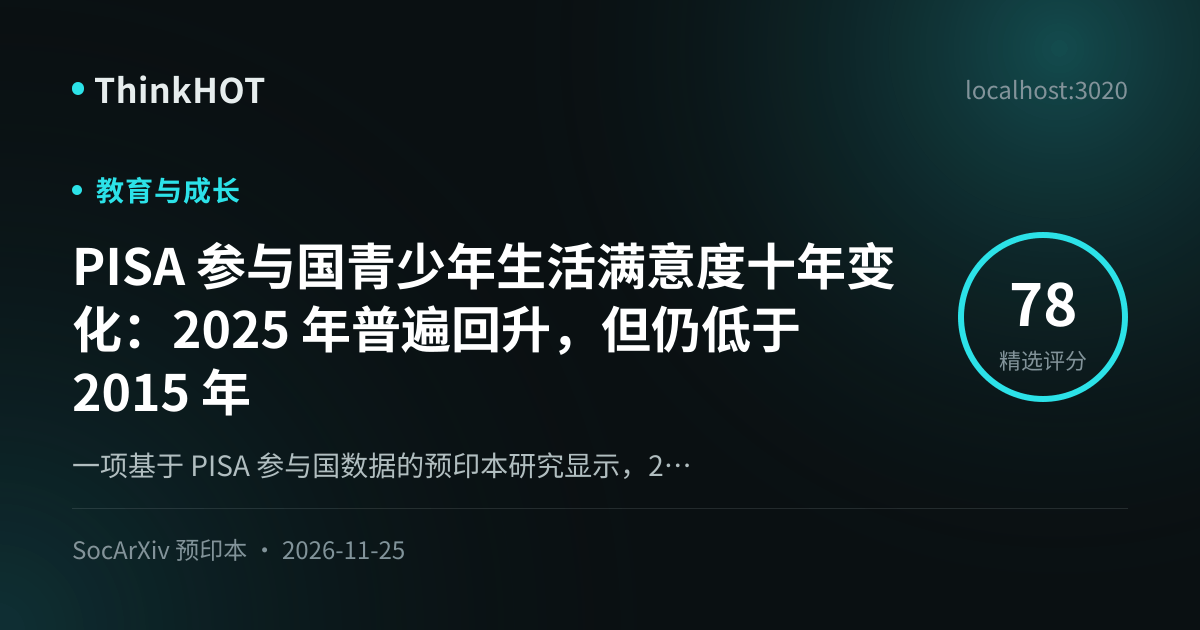 ThinkHOT
localhost:3020
教育与成长
PISA 参与国青少年生活满意度十年变
化：2025 年普遍回升，但仍低于
2015 年
78
精选评分
一项基于 PISA 参与国数据的预印本研究显示，2…
SocArXiv 预印本 · 2026-11-25